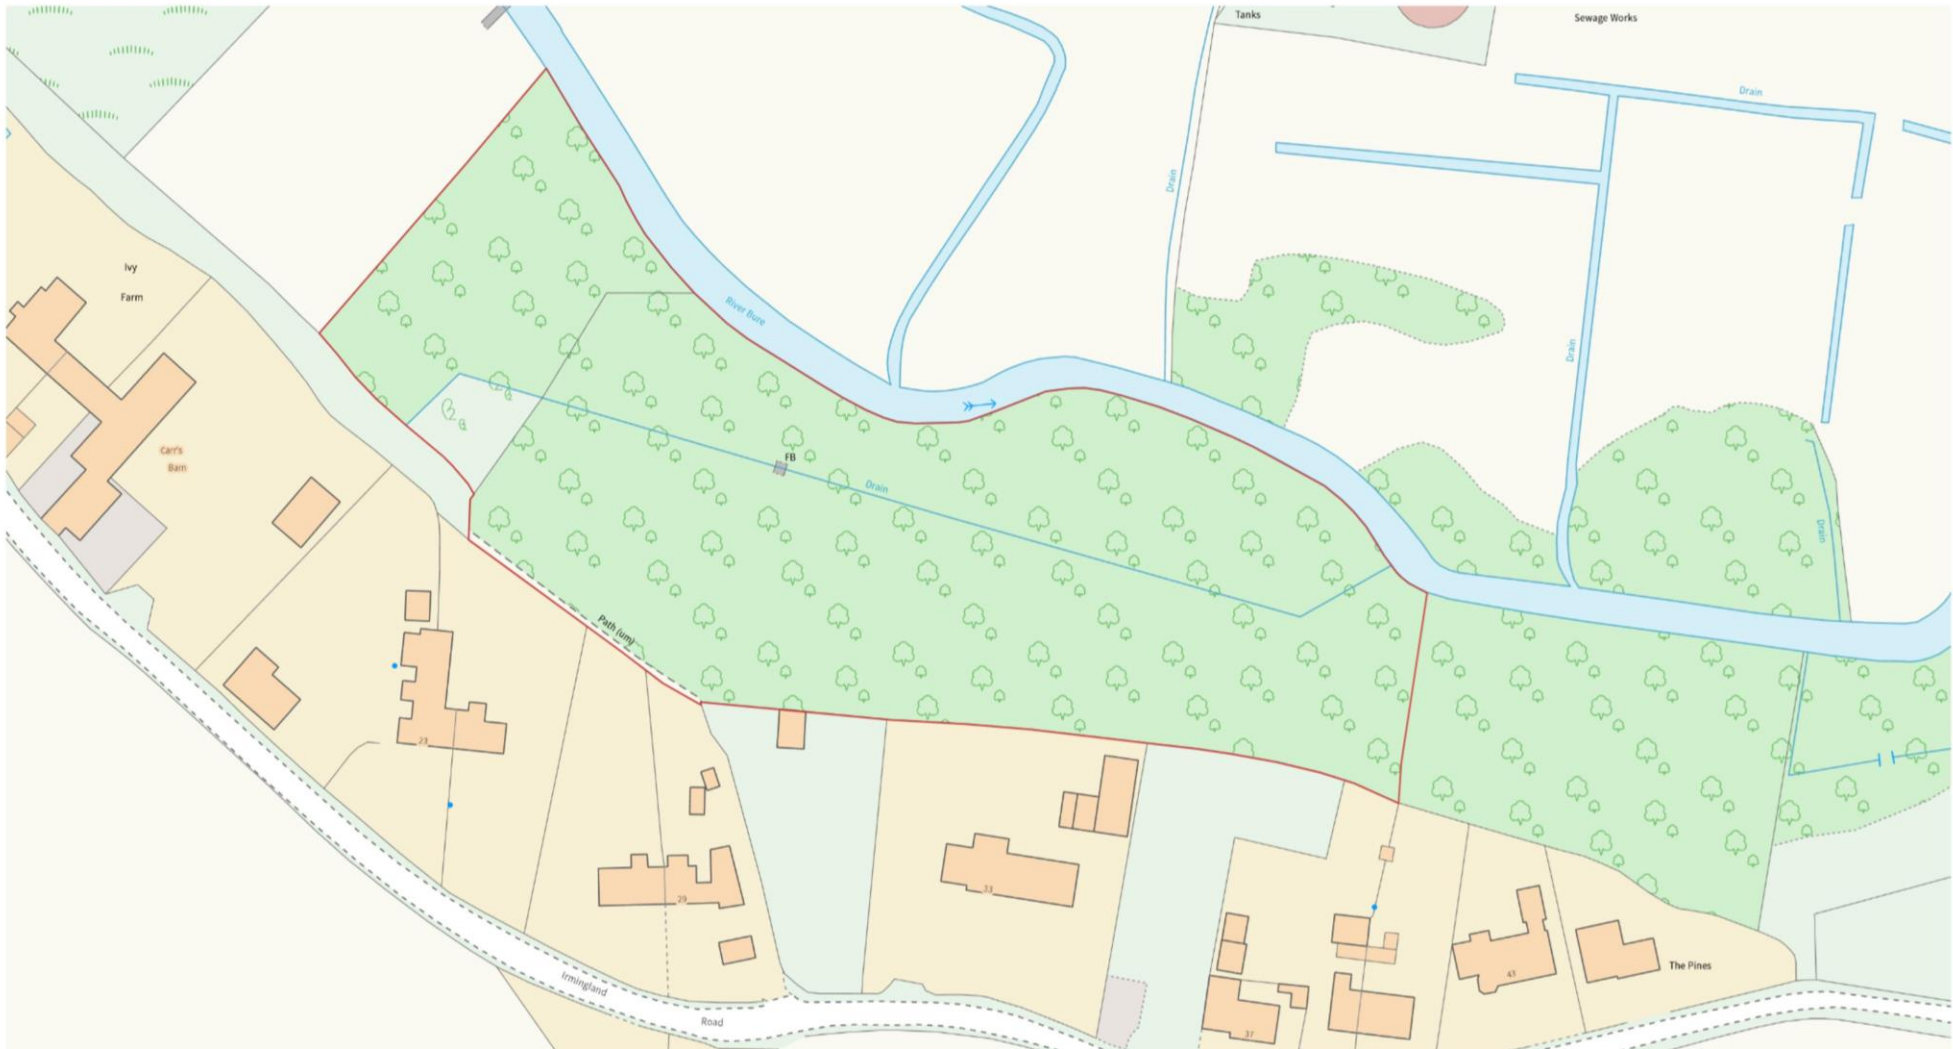 Tanks
Sewage Works
Drain
Drain
Ivy
Farm
River Bure
Drain
Carr's
Barn
FB
Drain
Drain
Path (um)
23
29
33
43
The Pines
37
Irmingland
Road